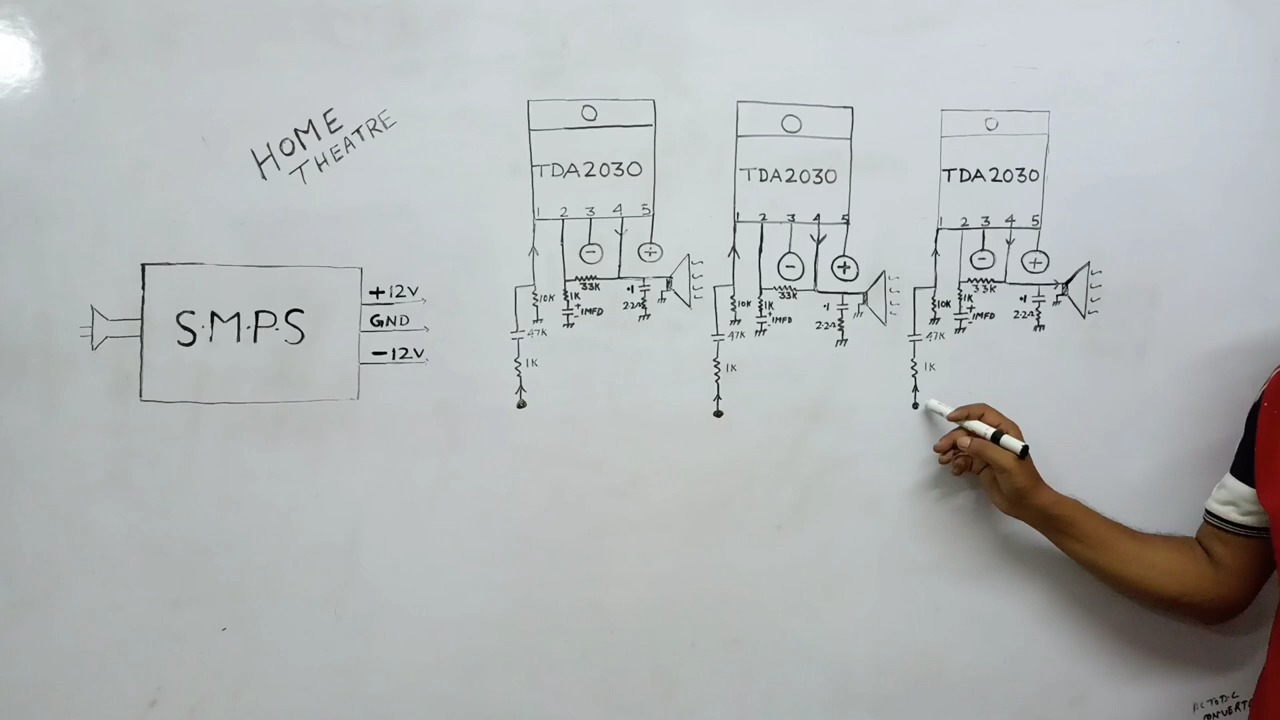 HOME
THEATRE
S.M.P.S
+12V
GND
-12V
TDA2030
1 2 3 4 5
- +
33K
10K 1K .1
+ 1MFD 2.2Ω
-
47K
1K
TDA2030
1 2 3 4 5
- +
33K
10K 1K .1
+ 1MFD 2.2Ω
-
47K
1K
TDA2030
1 2 3 4 5
- +
33K
10K 1K .1
+ 1MFD 2.2Ω
-
47K
1K